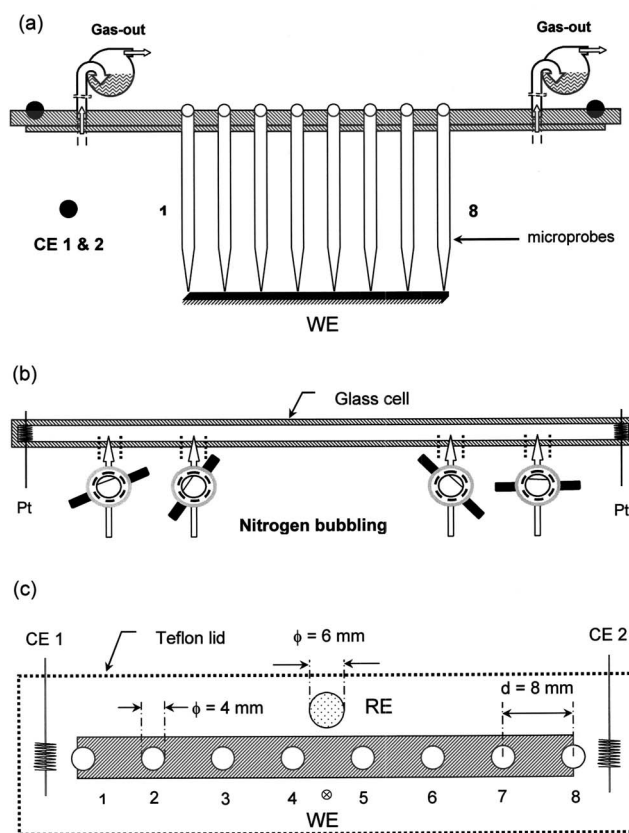 (a)
Gas-out
Gas-out
1
8
CE 1 & 2
microprobes
WE
(b)
Glass cell
Pt
Nitrogen bubbling
Pt
(c)
CE 1
Teflon lid
ϕ = 6 mm
CE 2
ϕ = 4 mm
RE
d = 8 mm
1 2 3 4 ⊗ 5 6 7 8
WE